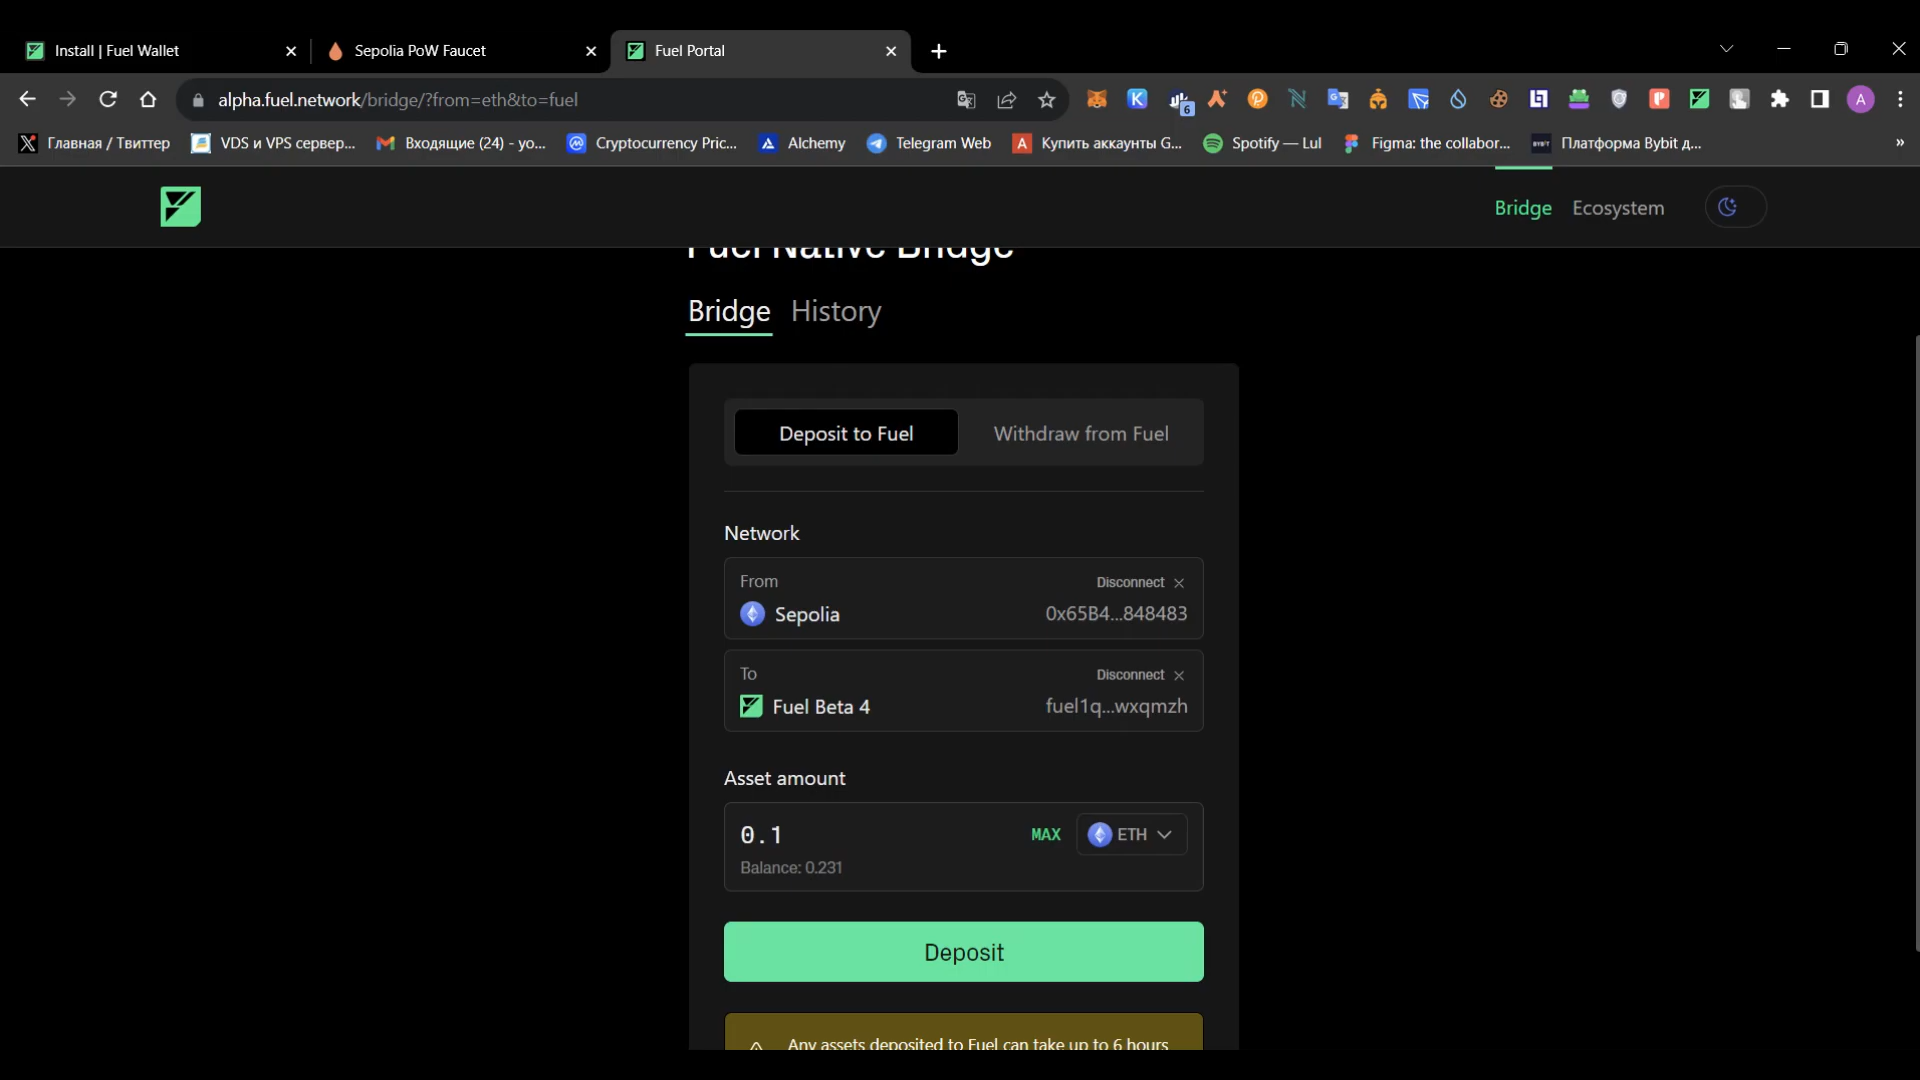 Install | Fuel Wallet
Sepolia PoW Faucet
Fuel Portal
alpha.fuel.network/bridge/?from=eth&to=fuel
6
A
Главная / Твиттер
VDS и VPS сервер...
Входящие (24) - yo...
Cryptocurrency Pric...
Alchemy
Telegram Web
Купить аккаунты G...
Spotify — Lul
Figma: the collabor...
Платформа Bybit д...
»
Bridge
Ecosystem
Fuel Native Bridge
Bridge
History
Deposit to Fuel
Withdraw from Fuel
Network
From
Disconnect
Sepolia
0x65B4...848483
To
Disconnect
Fuel Beta 4
fuel1q...wxqmzh
Asset amount
0.1
MAX
ETH
Balance: 0.231
Deposit
Any assets deposited to Fuel can take up to 6 hours